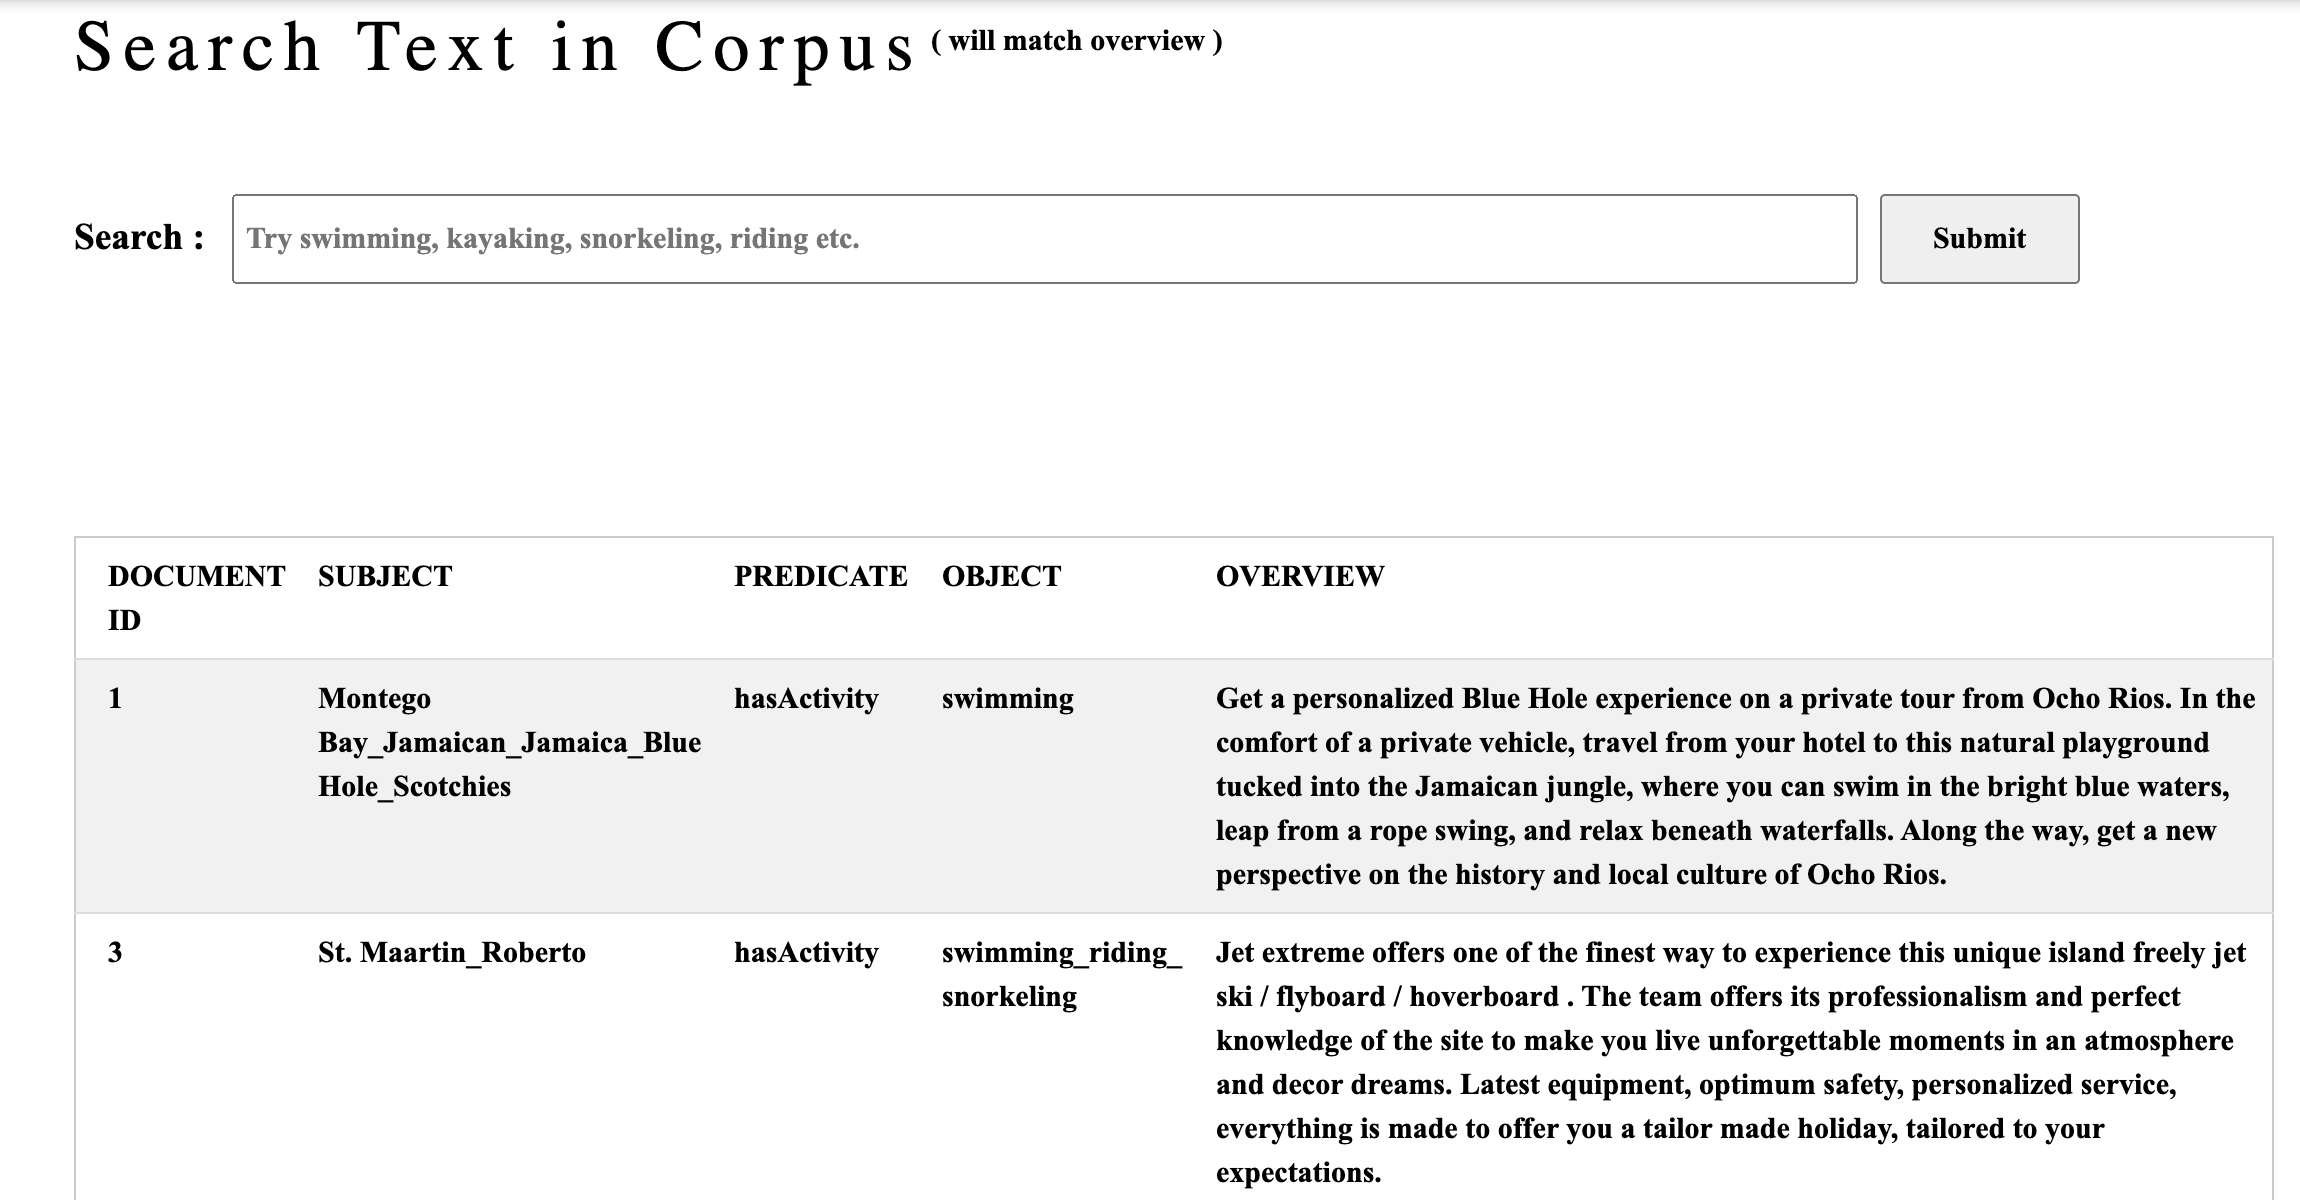 Search Text in Corpus ( will match overview )
Search :
Try swimming, kayaking, snorkeling, riding etc.
Submit
DOCUMENT ID
SUBJECT
PREDICATE
OBJECT
OVERVIEW
1
Montego
Bay_Jamaican_Jamaica_Blue
Hole_Scotchies
hasActivity
swimming
Get a personalized Blue Hole experience on a private tour from Ocho Rios. In the
comfort of a private vehicle, travel from your hotel to this natural playground
tucked into the Jamaican jungle, where you can swim in the bright blue waters,
leap from a rope swing, and relax beneath waterfalls. Along the way, get a new
perspective on the history and local culture of Ocho Rios.
3
St. Maartin_Roberto
hasActivity
swimming_riding_
snorkeling
Jet extreme offers one of the finest way to experience this unique island freely jet
ski / flyboard / hoverboard . The team offers its professionalism and perfect
knowledge of the site to make you live unforgettable moments in an atmosphere
and decor dreams. Latest equipment, optimum safety, personalized service,
everything is made to offer you a tailor made holiday, tailored to your
expectations.